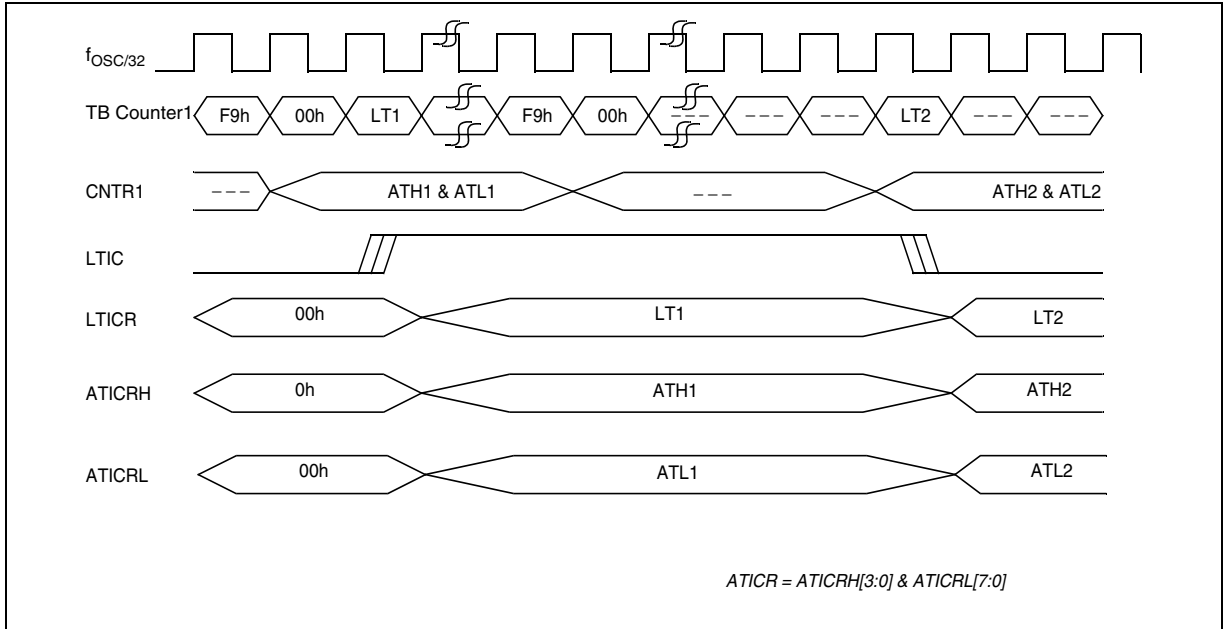 fOSC/32
TB Counter1 F9h 00h LT1 F9h 00h --- --- --- LT2 --- ---
CNTR1 --- ATH1 & ATL1 --- ATH2 & ATL2
LTIC
LTICR 00h LT1 LT2
ATICRH 0h ATH1 ATH2
ATICRL 00h ATL1 ATL2
ATICR = ATICRH[3:0] & ATICRL[7:0]